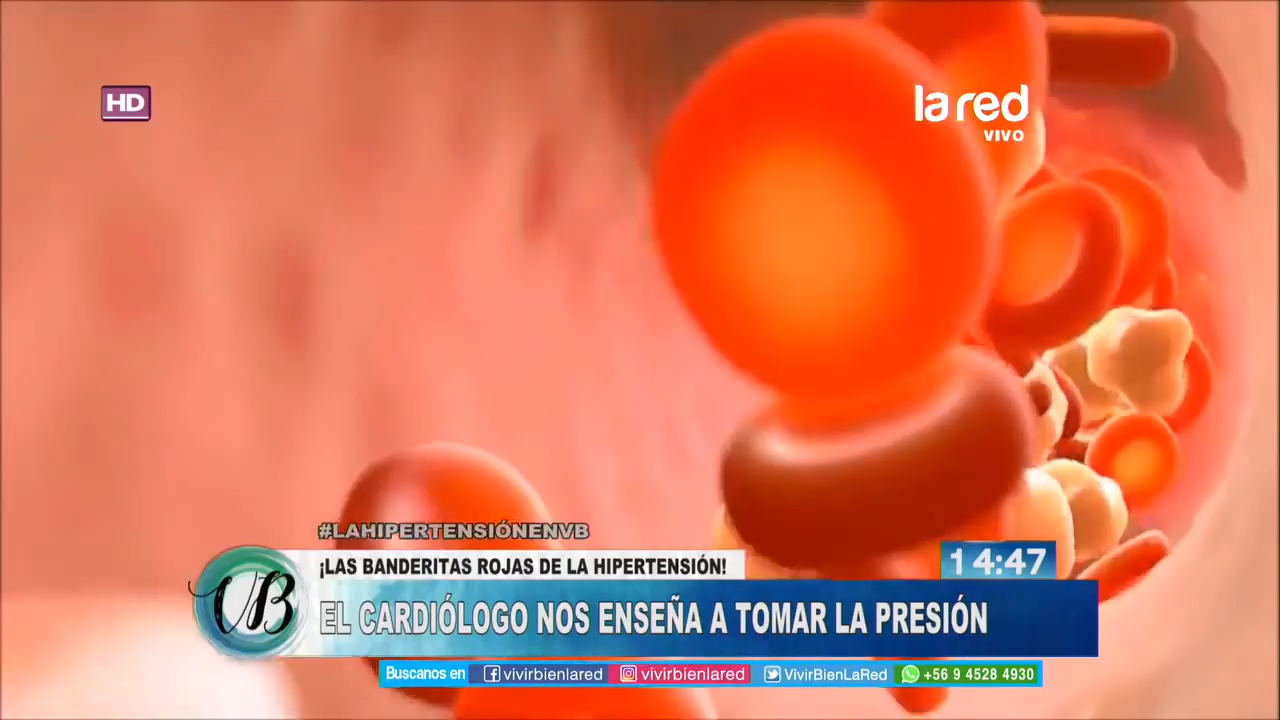 HD
la red
VIVO
#LAHIPERTENSIÓNENVB
¡LAS BANDERITAS ROJAS DE LA HIPERTENSIÓN!
14:47
VB
EL CARDIÓLOGO NOS ENSEÑA A TOMAR LA PRESIÓN
Buscanos en vivirbienlared vivirbienlared VivirBienLaRed +56 9 4528 4930